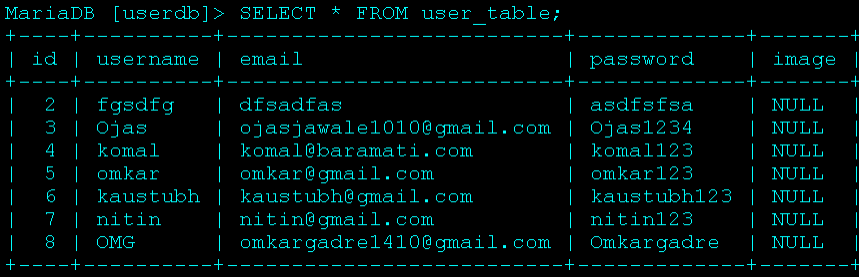 MariaDB [userdb]> SELECT * FROM user_table;
+----+-----------+--------------------------+--------------+-------+
| id | username | email | password | image |
+----+-----------+--------------------------+--------------+-------+
| 2 | fgsdfg | dfsadfas | asdfsfsa | NULL |
| 3 | Ojas | ojasjawale1010@gmail.com | Ojas1234 | NULL |
| 4 | komal | komal@baramati.com | komal123 | NULL |
| 5 | omkar | omkar@gmail.com | omkar123 | NULL |
| 6 | kaustubh | kaustubh@gmail.com | kaustubh123 | NULL |
| 7 | nitin | nitin@gmail.com | nitin123 | NULL |
| 8 | OMG | omkargadre1410@gmail.com | Omkargadre | NULL |
+----+-----------+--------------------------+--------------+-------+